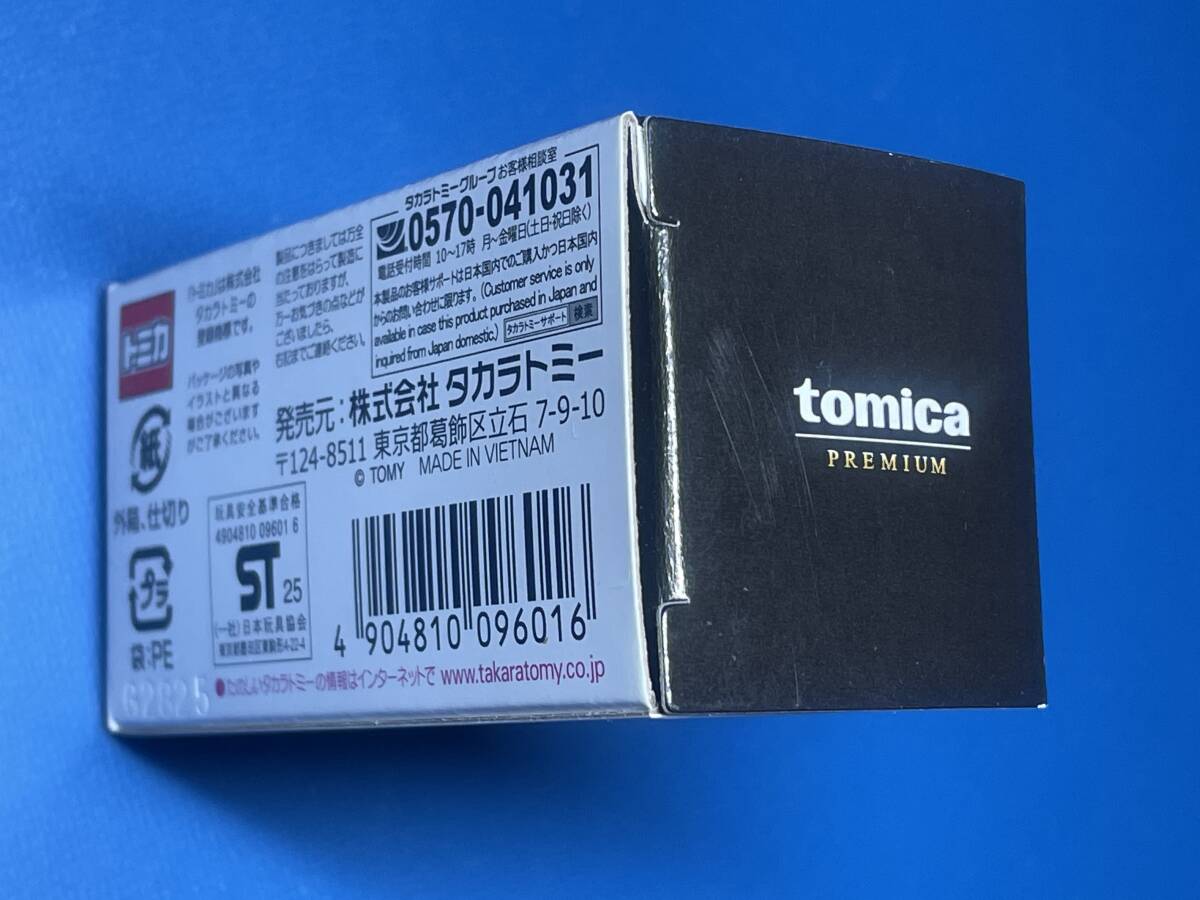 トミカ
「トミカ」は株式会社
タカラトミーの
登録商標です。
パッケージの写真や
イラストと異なる
場合がございます
がご了承ください。
製品につきましては万全
の注意をはらって製造に
当たっておりますが、
万一お気づきの点などが
ございましたら、
右記までご連絡ください。
タカラトミーグループ お客様相談室
0570-041031
電話受付時間 10〜17時 月〜金曜日(土日・祝日除く)
本製品のお客様サポートは日本国内でのご購入かつ日本国内
からのお問い合わせに限ります。(Customer service is only
available in case this product purchased in Japan and
inquired from Japan domestic.)
タカラトミーサポート 検索
発売元:株式会社 タカラトミー
〒124-8511 東京都葛飾区立石 7-9-10
© TOMY MADE IN VIETNAM
紙
外箱、仕切り
プラ
袋:PE
玩具安全基準合格
4904810 09601 6
ST 25
(一社)日本玩具協会
東京都墨田区東駒形4-22-4
4 904810 096016
●たのしいタカラトミーの情報はインターネットで www.takaratomy.co.jp
tomica
PREMIUM